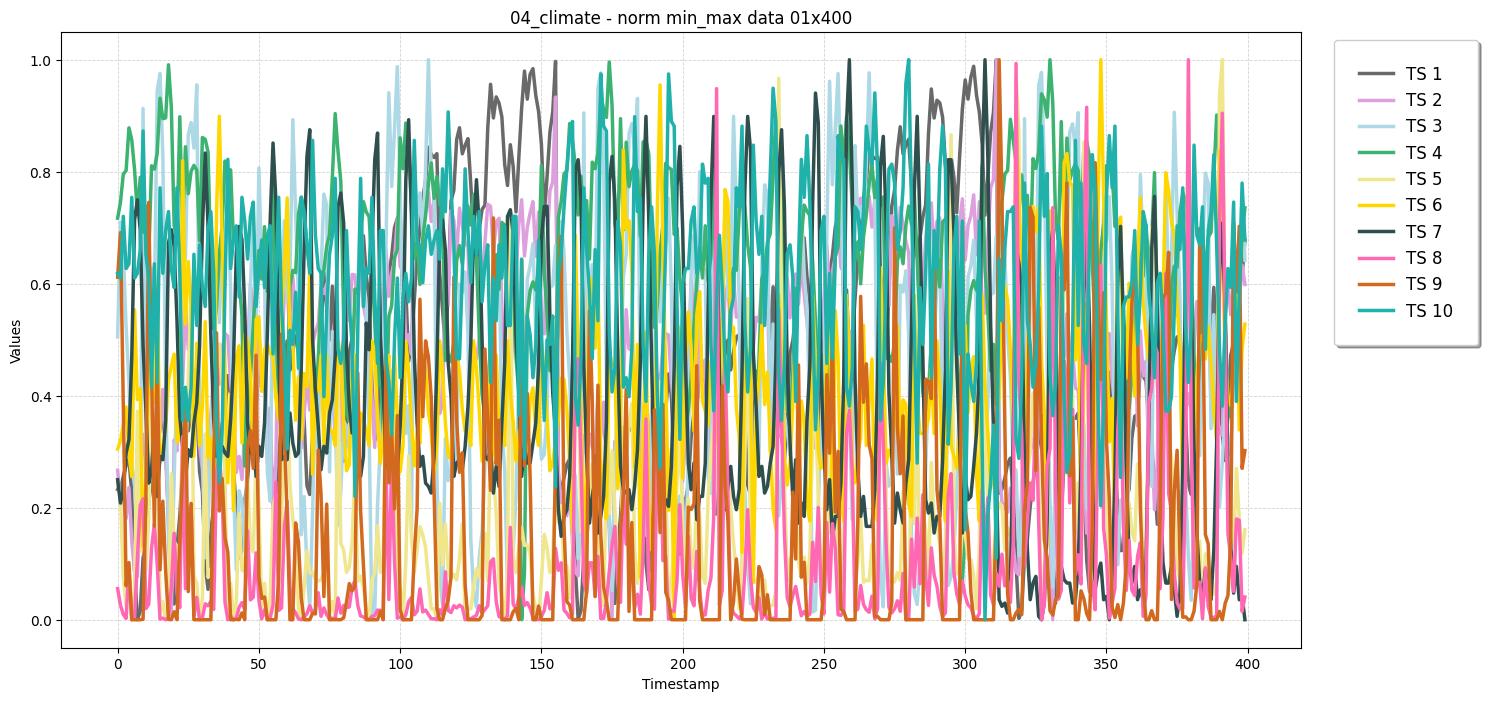 04_climate - norm min_max data 01x400
1.0
0.8
0.6
0.4
0.2
0.0
Values
0
50
100
150
200
250
300
350
400
Timestamp
TS 1
TS 2
TS 3
TS 4
TS 5
TS 6
TS 7
TS 8
TS 9
TS 10